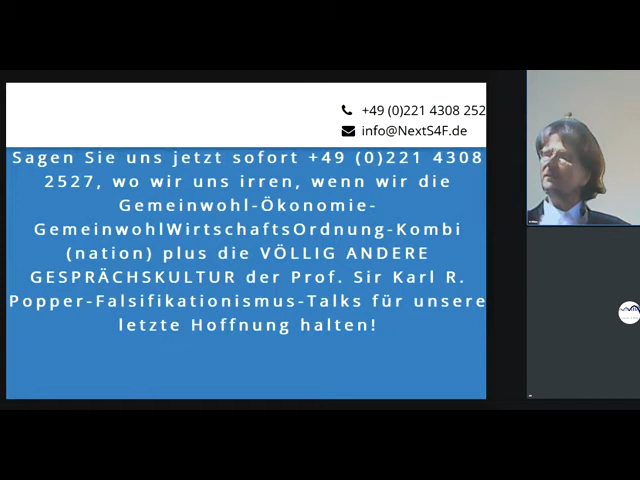 +49 (0)221 4308 252
info@NextS4F.de
Sagen Sie uns jetzt sofort +49 (0)221 4308
2527, wo wir uns irren, wenn wir die
Gemeinwohl-Ökonomie-
GemeinwohlWirtschaftsOrdnung-Kombi
(nation) plus die VÖLLIG ANDERE
GESPRÄCHSKULTUR der Prof. Sir Karl R.
Popper-Falsifikationismus-Talks für unsere
letzte Hoffnung halten!